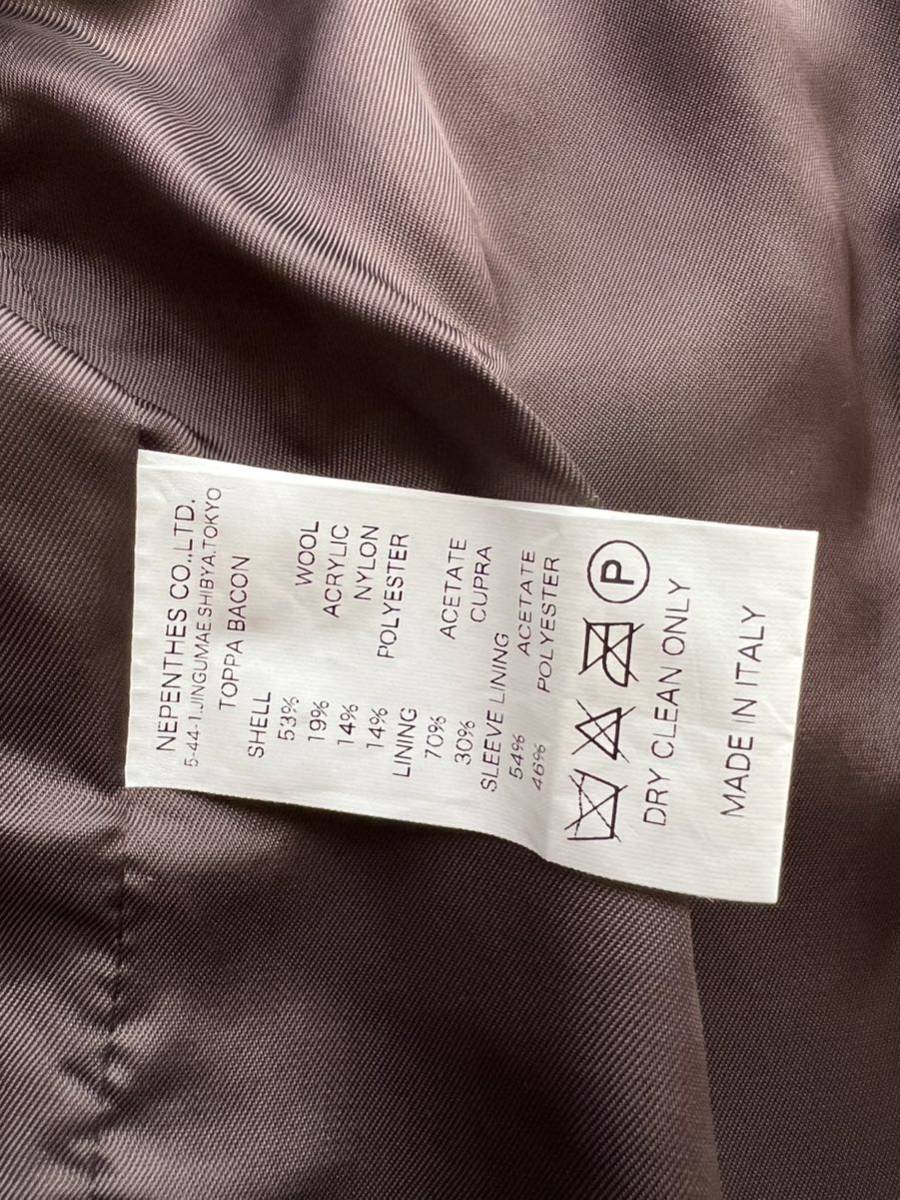 NEPENTHES CO.,LTD.
5-44-1.JINGUMAE.SHIBYA.TOKYO
TOPPA BACON
SHELL
53% WOOL
19% ACRYLIC
14% NYLON
14% POLYESTER
LINING
70% ACETATE
30% CUPRA
SLEEVE LINING
54% ACETATE
46% POLYESTER
P
DRY CLEAN ONLY
MADE IN ITALY